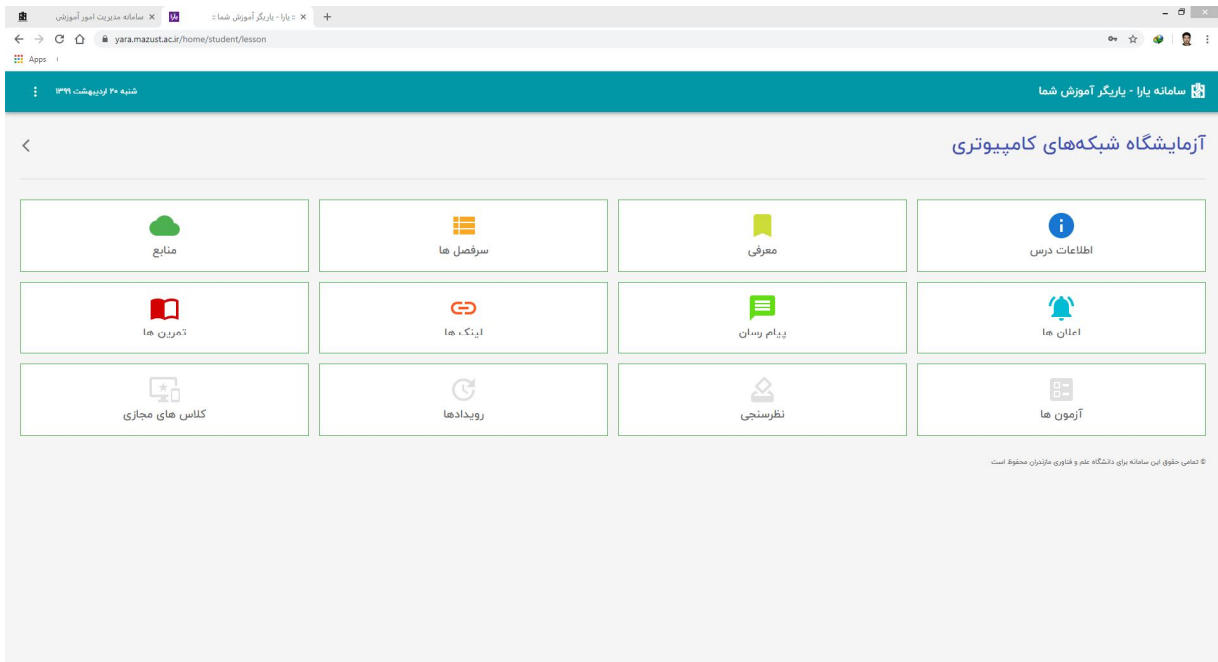 سامانه مدیریت امور آموزش
:: یارا - یاریگر آموزش شما ::
yara.mazust.ac.ir/home/student/lesson
Apps
سامانه یارا - یاریگر آموزش شما
شنبه ۲۰ اردیبهشت ۱۳۹۹
آزمایشگاه شبکه‌های کامپیوتری
اطلاعات درس
معرفی
سرفصل ها
منابع
اعلان ها
پیام رسان
لینک ها
تمرین ها
آزمون ها
نظرسنجی
رویدادها
کلاس های مجازی
© تمامی حقوق این سامانه برای دانشگاه علم و فناوری مازندران محفوظ است